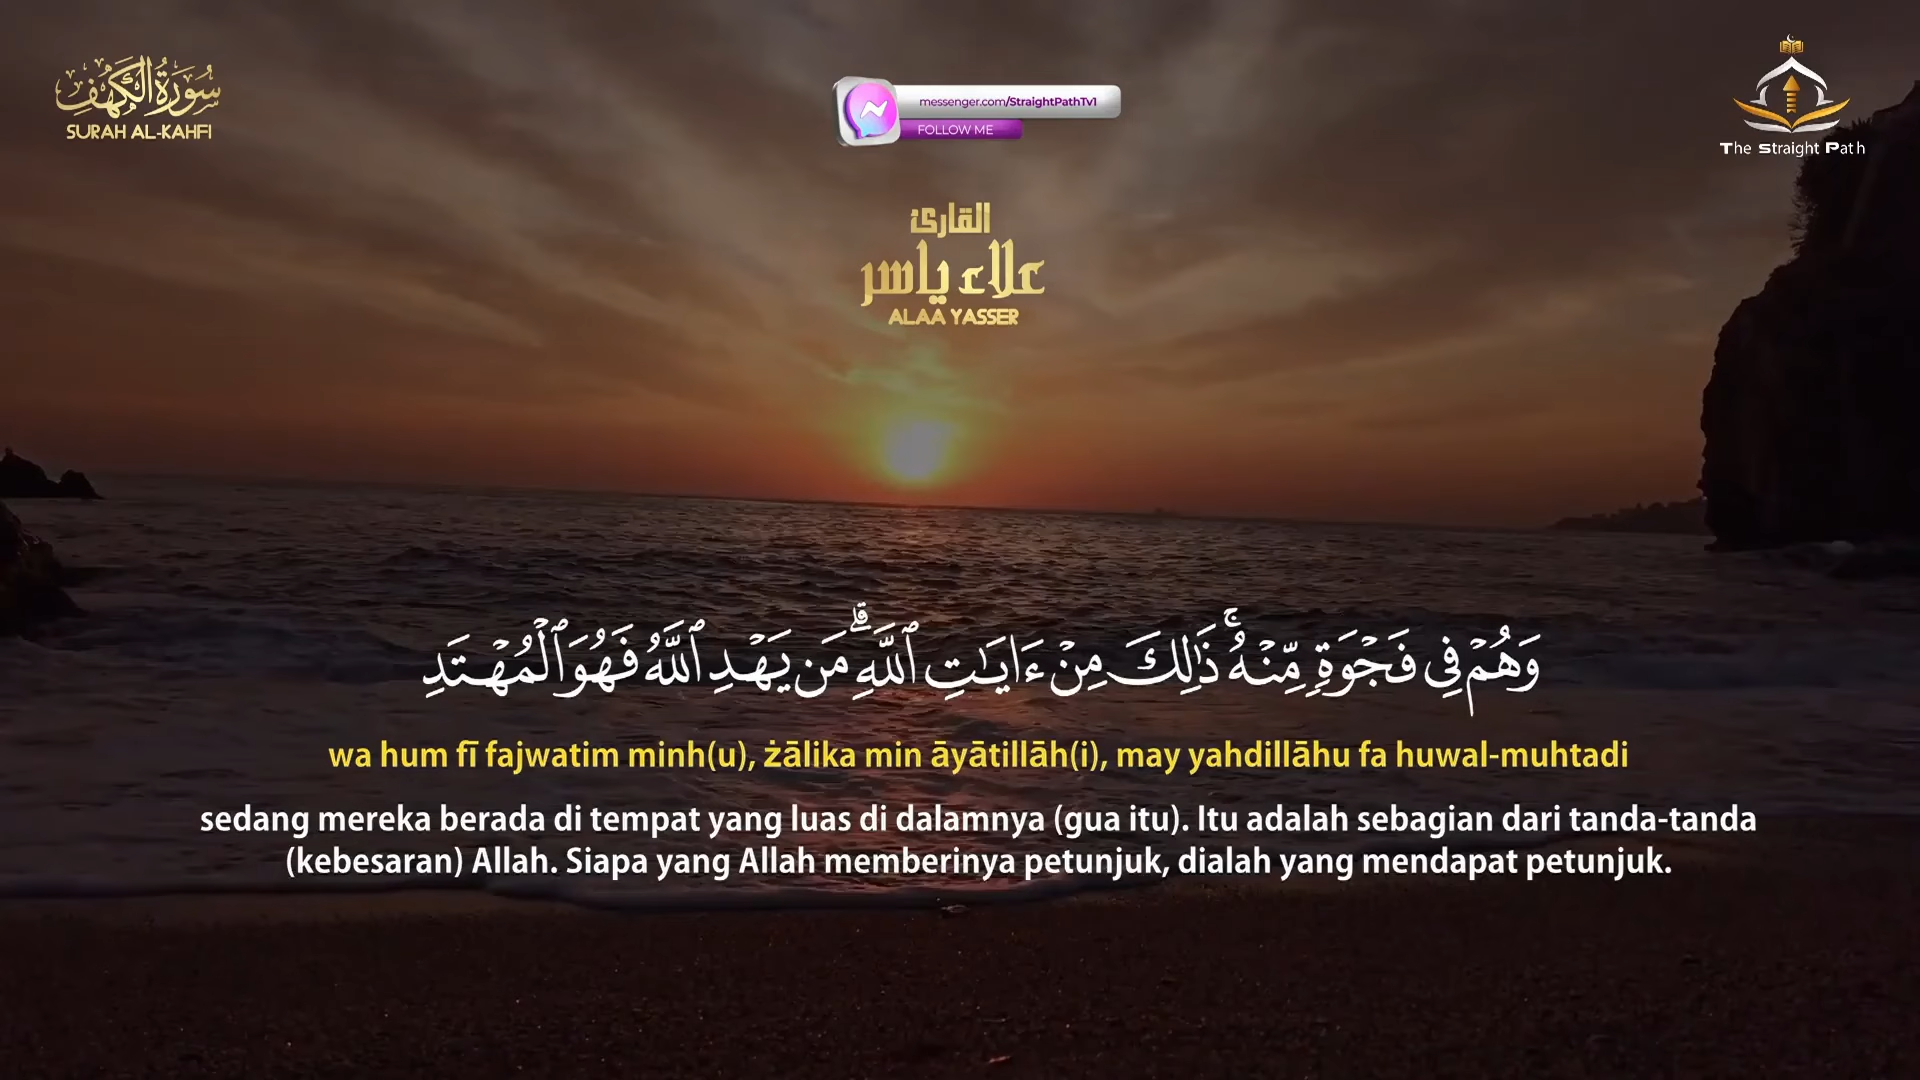 سُورَةُ الكَهْفِ
SURAH AL-KAHFI
messenger.com/StraightPathTv1
FOLLOW ME
The Straight Path
القارئ
علاء ياسر
ALAA YASSER
وَهُمۡ فِي فَجۡوَةٖ مِّنۡهُۚ ذَٰلِكَ مِنۡ ءَايَٰتِ ٱللَّهِۗ مَن يَهۡدِ ٱللَّهُ فَهُوَ ٱلۡمُهۡتَدِ
wa hum fī fajwatim minh(u), żālika min āyātillāh(i), may yahdillāhu fa huwal-muhtadi
sedang mereka berada di tempat yang luas di dalamnya (gua itu). Itu adalah sebagian dari tanda-tanda
(kebesaran) Allah. Siapa yang Allah memberinya petunjuk, dialah yang mendapat petunjuk.